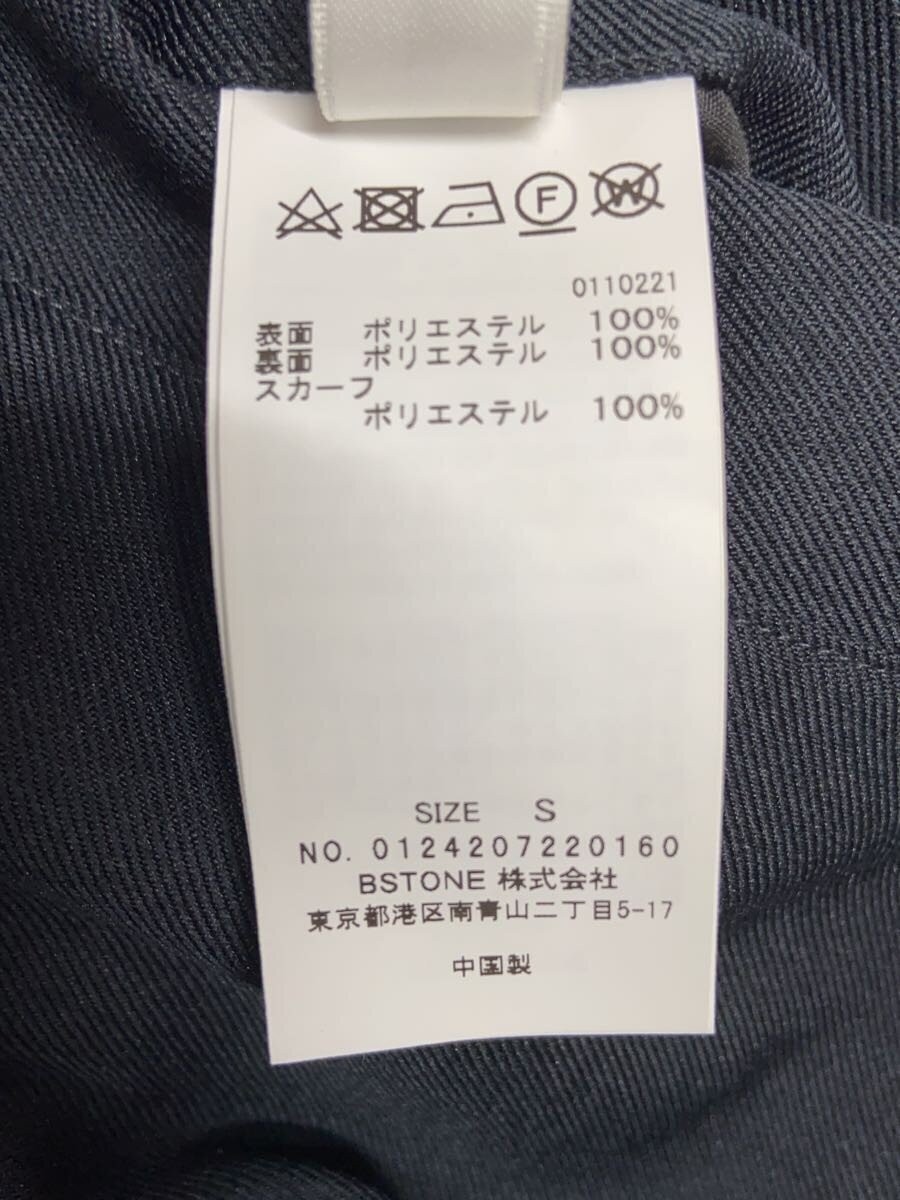 F W
0110221
表面 ポリエステル 100%
裏面 ポリエステル 100%
スカーフ
ポリエステル 100%
SIZE S
NO. 0124207220160
BSTONE 株式会社
東京都港区南青山二丁目5-17
中国製